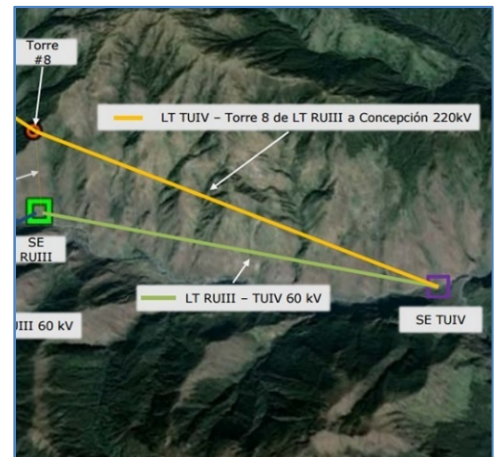 Torre
#8
LT TUIV – Torre 8 de LT RUIII a Concepción 220kV
SE
RUIII
LT RUIII – TUIV 60 kV
SE TUIV
60 kV